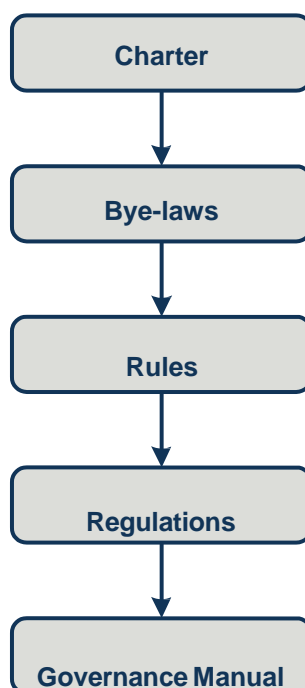 Charter
Bye-laws
Rules
Regulations
Governance Manual